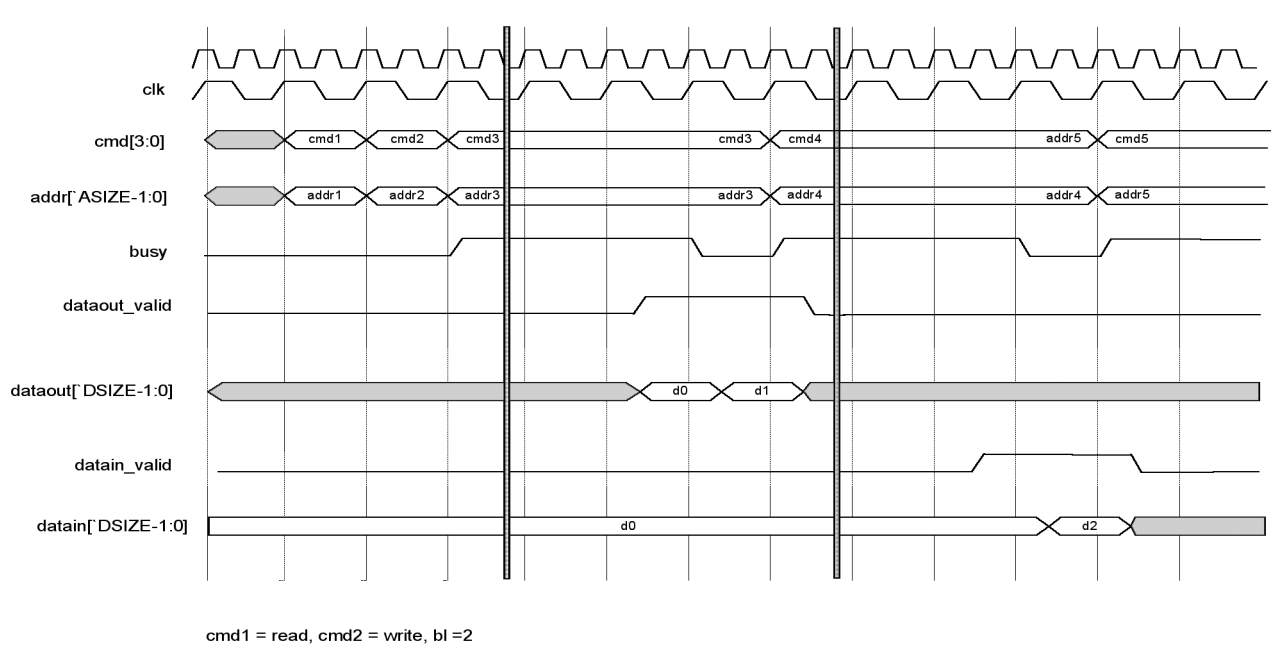 clk
cmd[3:0] cmd1 cmd2 cmd3 cmd3 cmd4 addr5 cmd5
addr[`ASIZE-1:0] addr1 addr2 addr3 addr3 addr4 addr4 addr5
busy
dataout_valid
dataout[`DSIZE-1:0] d0 d1
datain_valid
datain[`DSIZE-1:0] d0 d2
cmd1 = read, cmd2 = write, bl =2